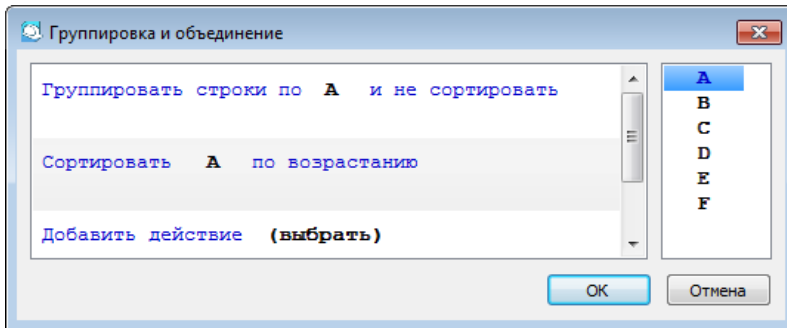 Группировка и объединение
Группировать строки по A и не сортировать
Сортировать A по возрастанию
Добавить действие (выбрать)
A
B
C
D
E
F
OK
Отмена